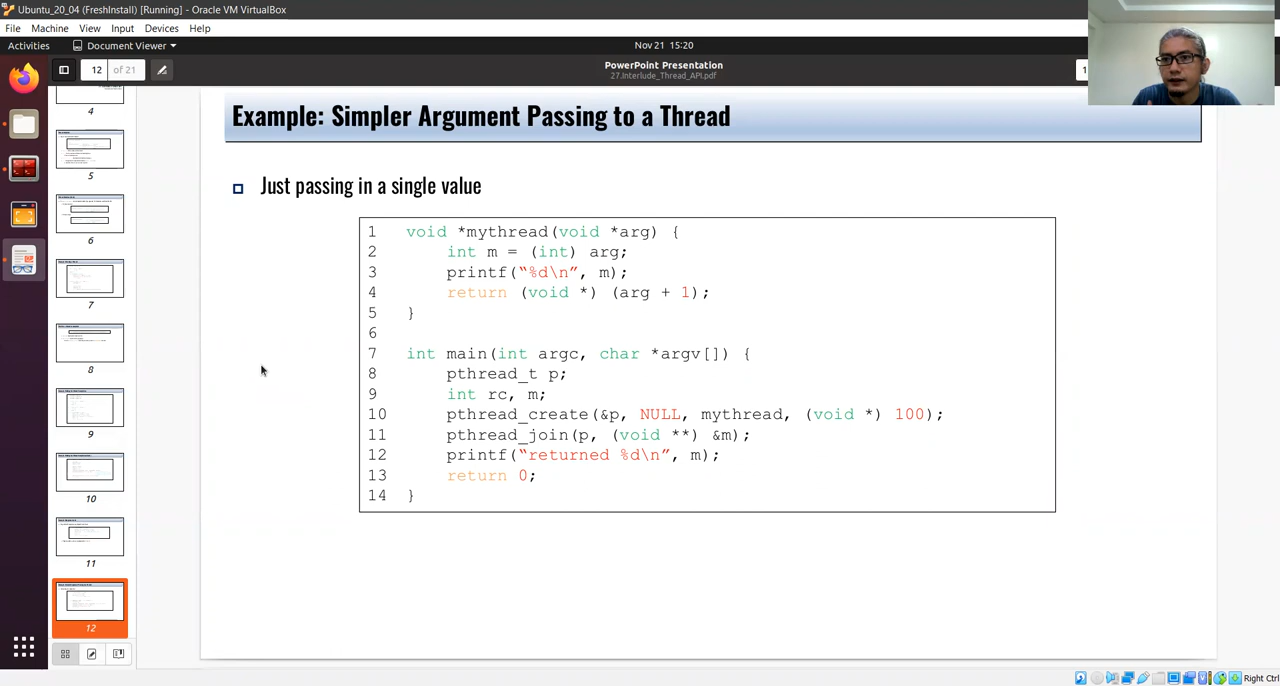 Ubuntu_20_04 (FreshInstall) [Running] - Oracle VM VirtualBox
File Machine View Input Devices Help
Activities Document Viewer Nov 21 15:20
12 of 21
PowerPoint Presentation
27.Interlude_Thread_API.pdf
1
4
5
6
7
8
9
10
11
12
Example: Simpler Argument Passing to a Thread
Just passing in a single value
1 void *mythread(void *arg) {
2 int m = (int) arg;
3 printf(“%d\n”, m);
4 return (void *) (arg + 1);
5 }
6
7 int main(int argc, char *argv[]) {
8 pthread_t p;
9 int rc, m;
10 pthread_create(&p, NULL, mythread, (void *) 100);
11 pthread_join(p, (void **) &m);
12 printf(“returned %d\n”, m);
13 return 0;
14 }
Right Ctrl